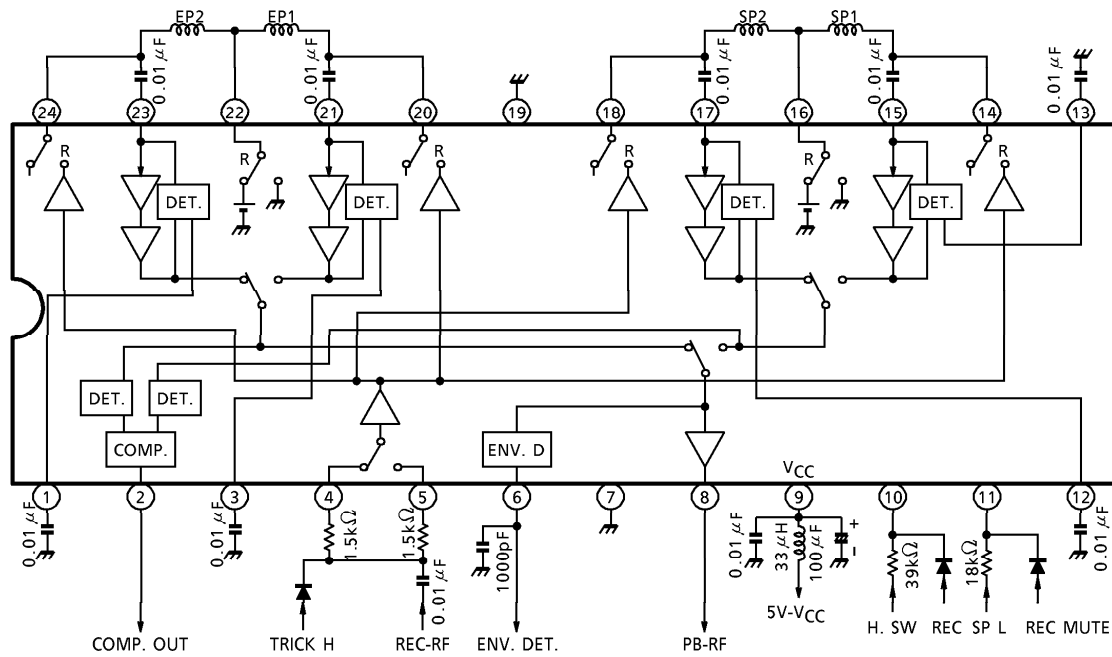 EP2 EP1 SP2 SP1
0.01 μF 0.01 μF 0.01 μF 0.01 μF 0.01 μF
24 23 22 21 20 19 18 17 16 15 14 13
R R R R R R
DET. DET. DET. DET.
DET. DET.
COMP. ENV. D
VCC
1 2 3 4 5 6 7 8 9 10 11 12
0.01 μF 0.01 μF 1.5kΩ 1.5kΩ 0.01 μF 1000pF 0.01 μF 33 μH 100 μF + - 39kΩ 18kΩ 0.01 μF
5V-VCC
COMP. OUT TRICK H REC-RF ENV. DET. PB-RF H. SW REC SP L REC MUTE